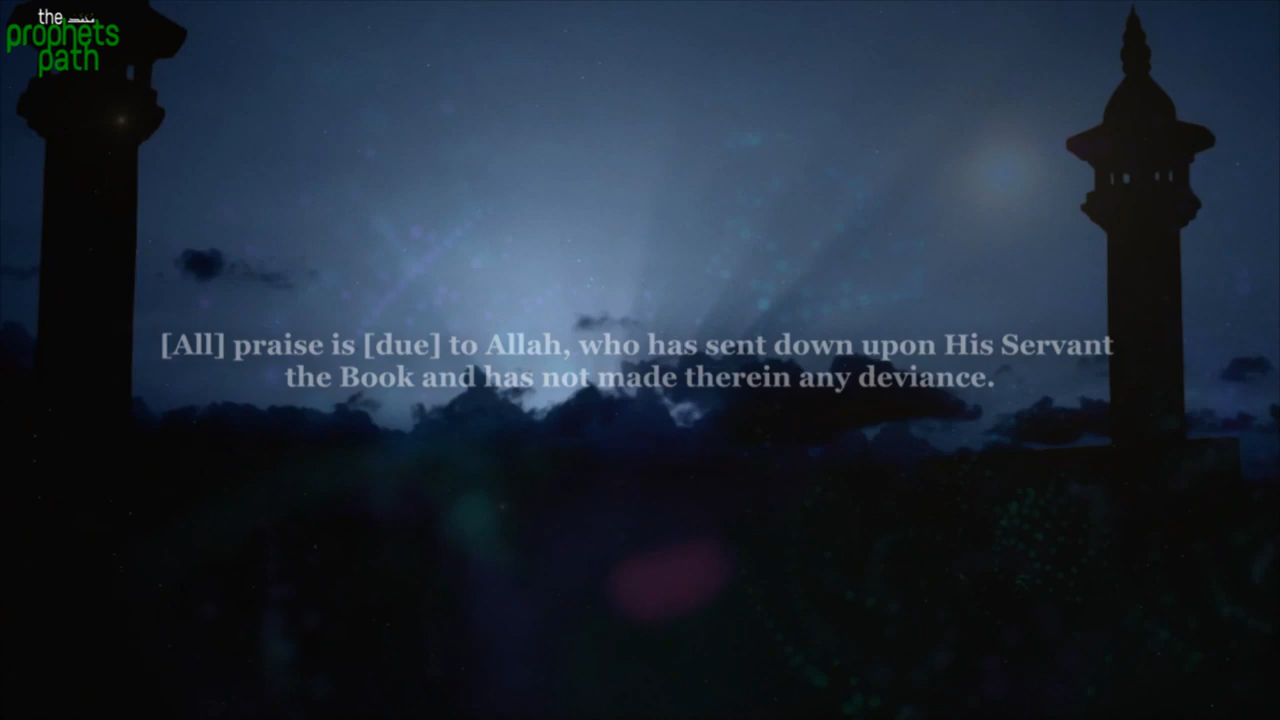 the محمد
prophets
path
[All] praise is [due] to Allah, who has sent down upon His Servant
the Book and has not made therein any deviance.